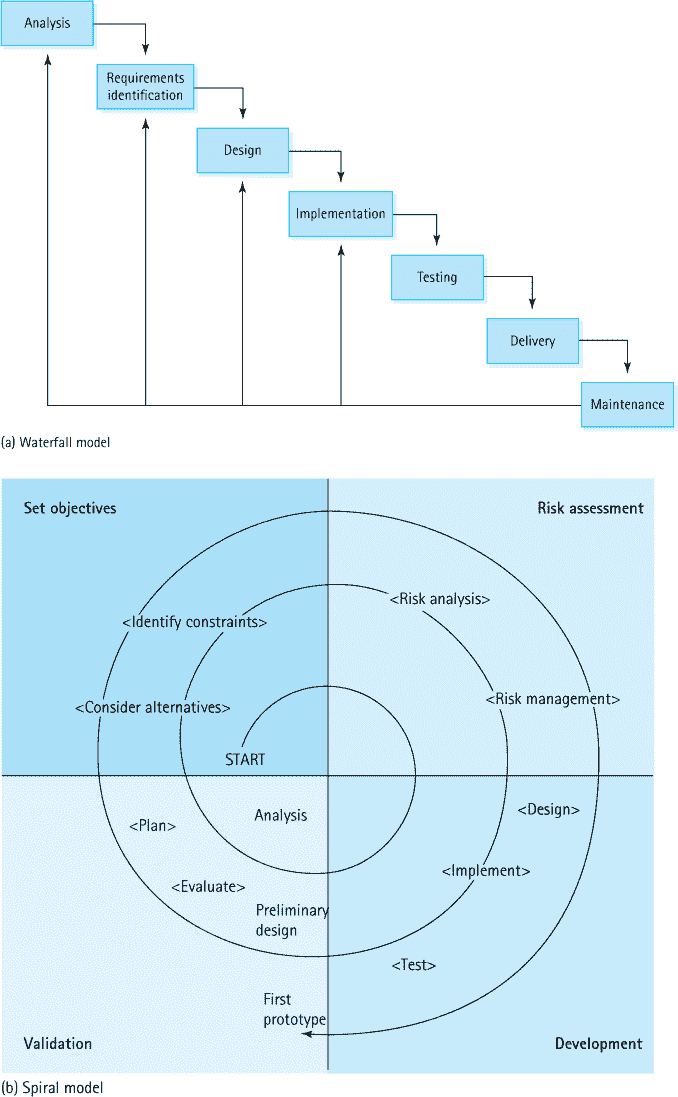 Analysis
Requirements
identification
Design
Implementation
Testing
Delivery
Maintenance
(a) Waterfall model
Set objectives
Risk assessment
<Risk analysis>
<Identify constraints>
<Risk management>
<Consider alternatives>
START
Analysis
<Design>
<Plan>
<Implement>
<Evaluate>
Preliminary
design
<Test>
First
prototype
Validation
Development
(b) Spiral model